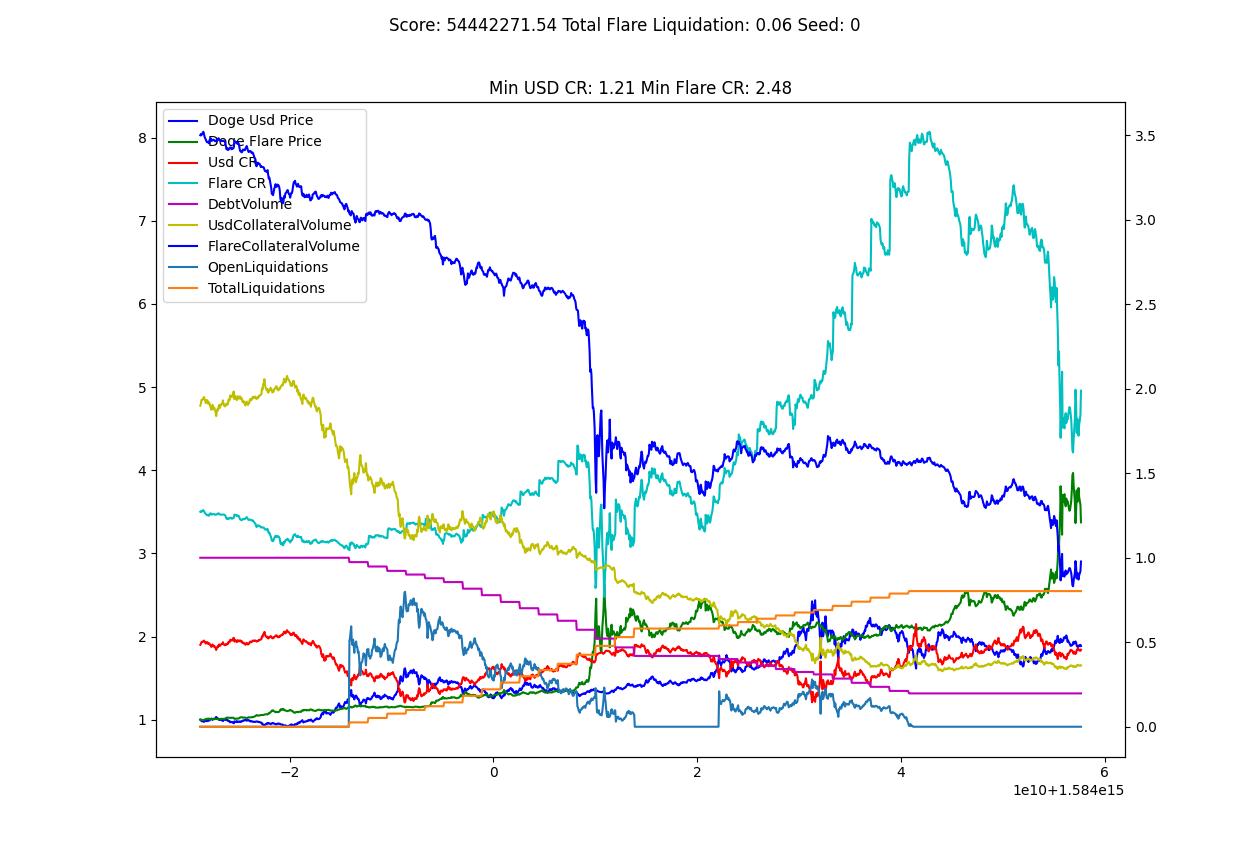 Score: 54442271.54 Total Flare Liquidation: 0.06 Seed: 0
Min USD CR: 1.21 Min Flare CR: 2.48
Doge Usd Price
Doge Flare Price
Usd CR
Flare CR
DebtVolume
UsdCollateralVolume
FlareCollateralVolume
OpenLiquidations
TotalLiquidations
8
7
6
5
4
3
2
1
3.5
3.0
2.5
2.0
1.5
1.0
0.5
0.0
−2
0
2
4
6
1e10+1.584e15